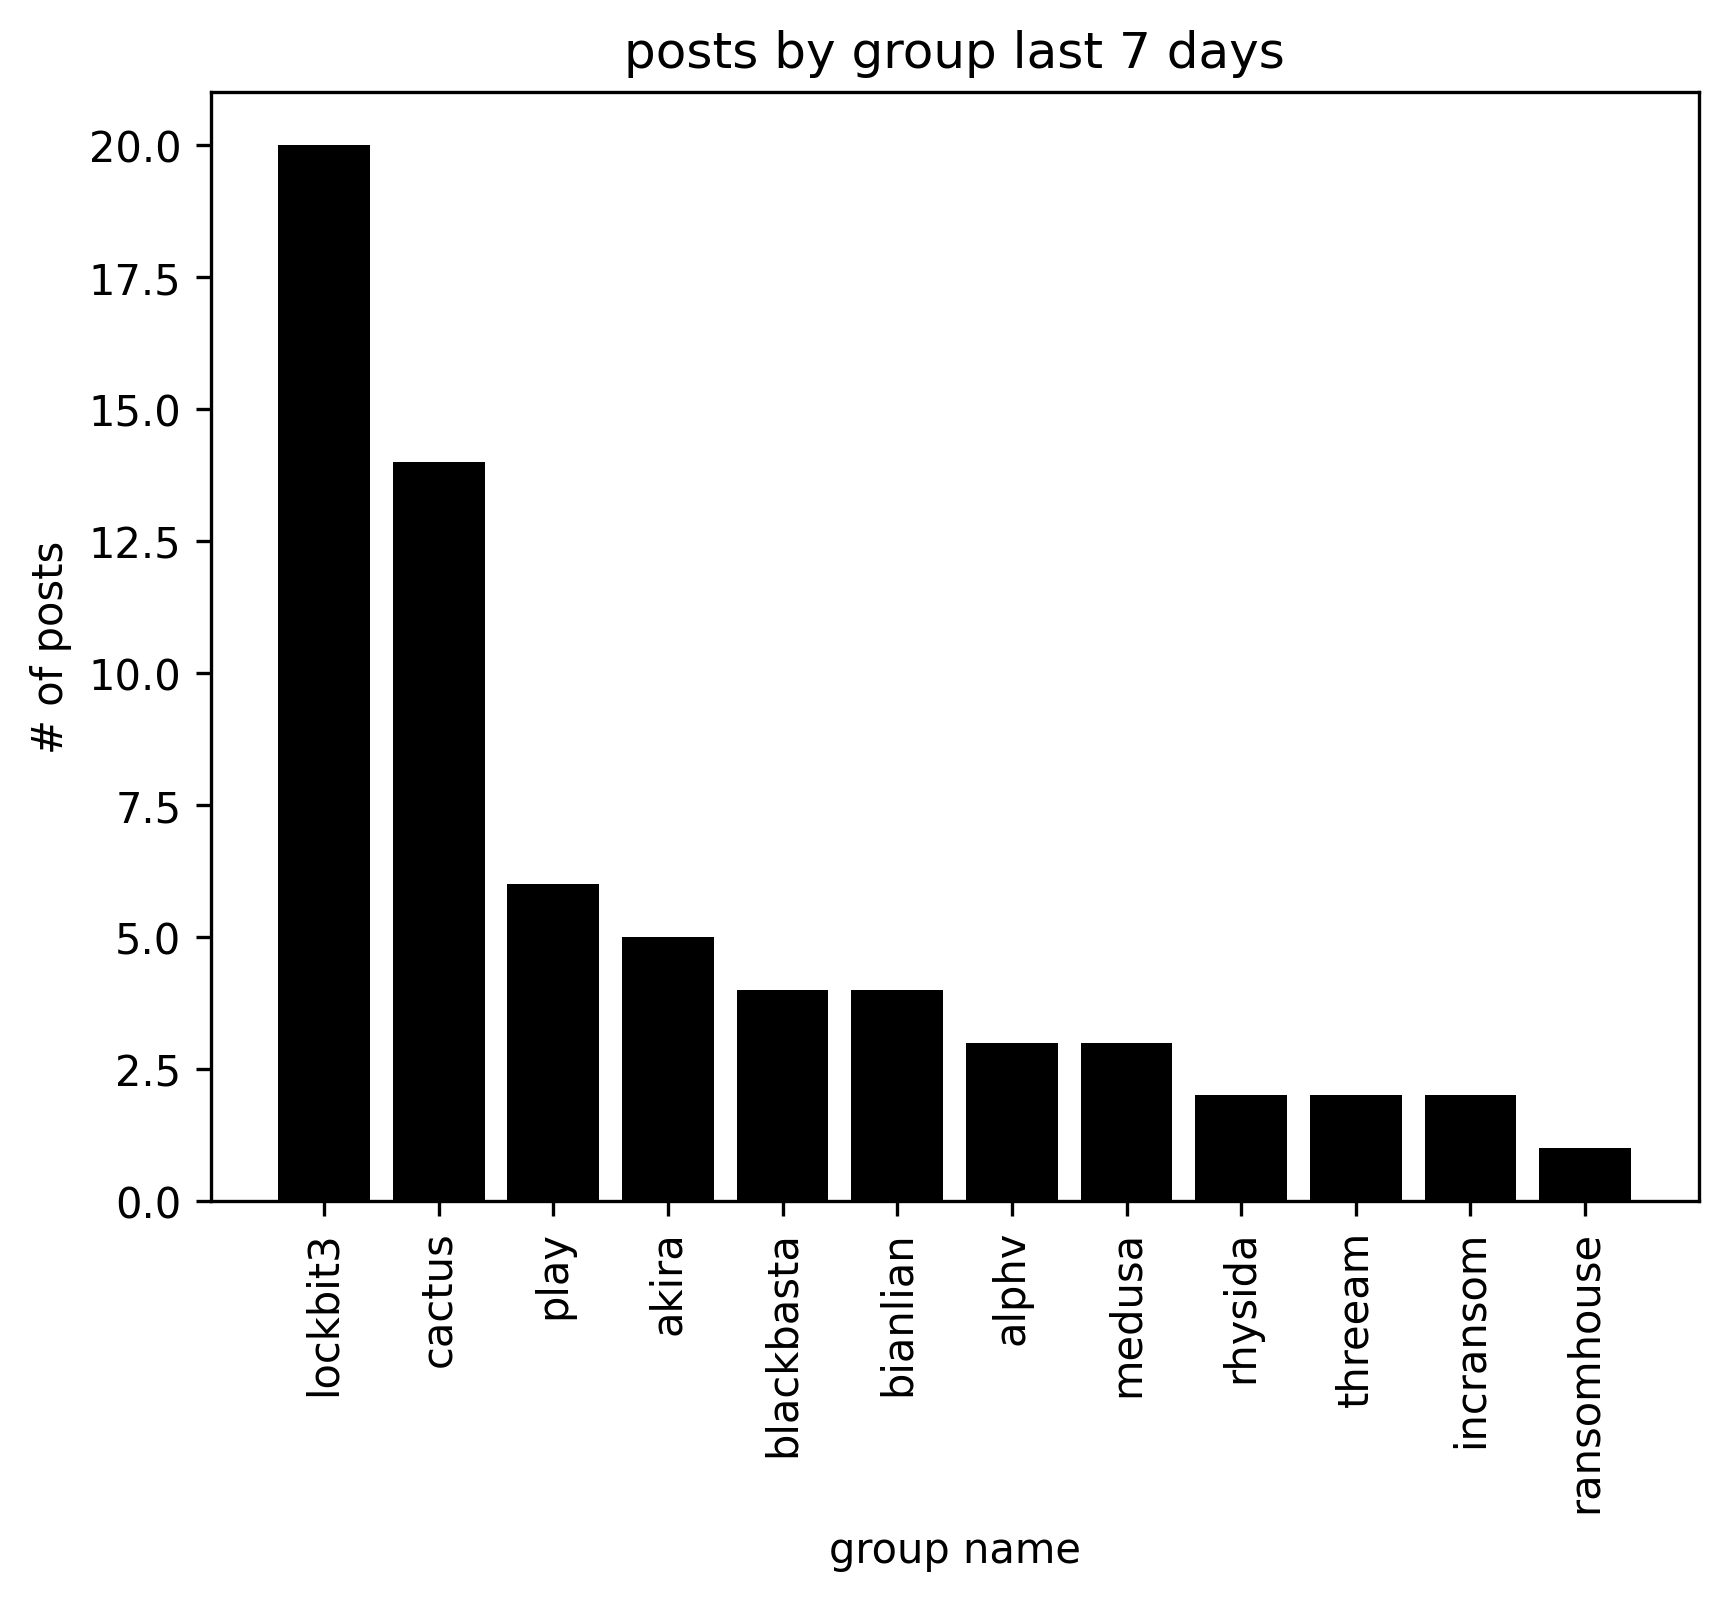 posts by group last 7 days
# of posts
20.0
17.5
15.0
12.5
10.0
7.5
5.0
2.5
0.0
lockbit3
cactus
play
akira
blackbasta
bianlian
alphv
medusa
rhysida
threeam
incransom
ransomhouse
group name